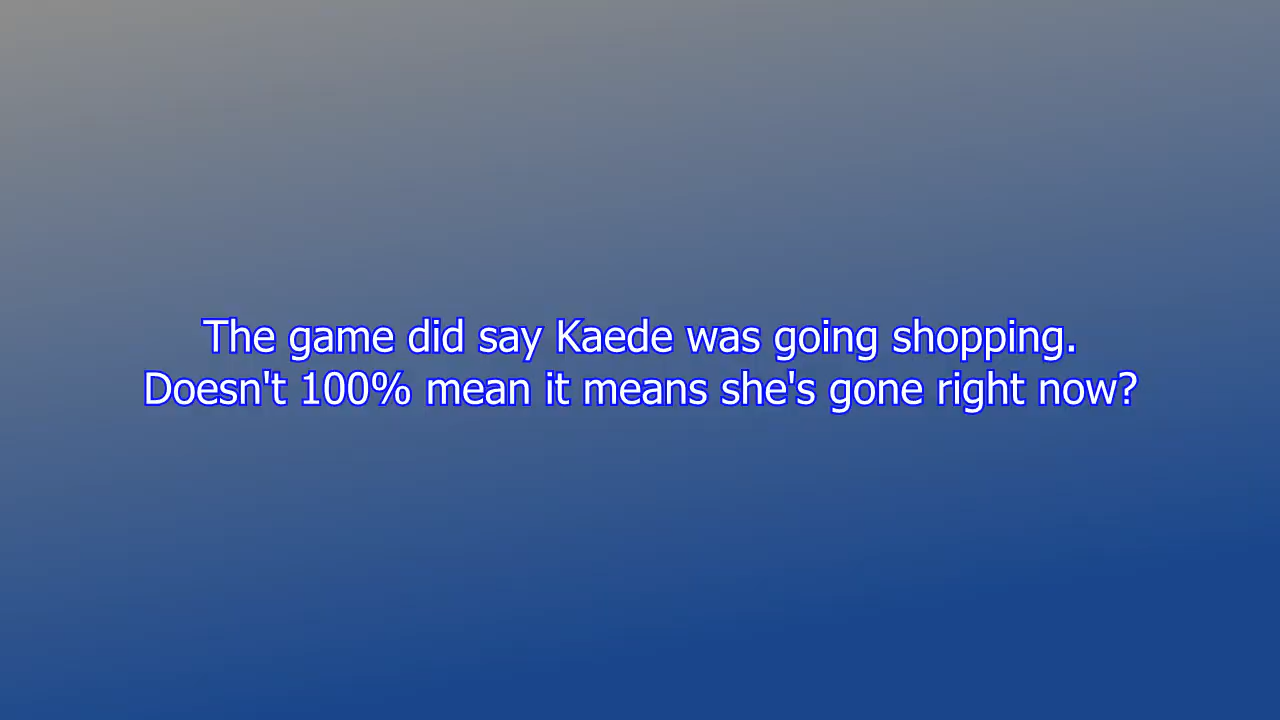 The game did say Kaede was going shopping.
Doesn't 100% mean it means she's gone right now?